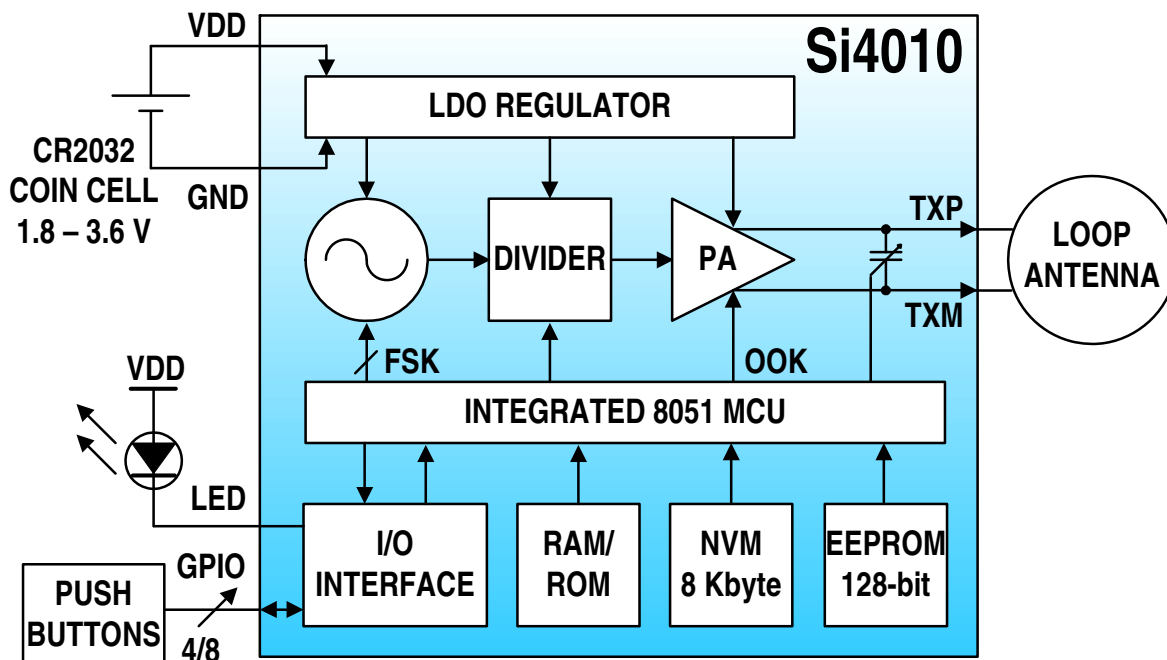 VDD
Si4010
LDO REGULATOR
CR2032
COIN CELL
1.8 – 3.6 V
GND
DIVIDER
PA
TXP
TXM
LOOP
ANTENNA
FSK
OOK
VDD
INTEGRATED 8051 MCU
LED
I/O
INTERFACE
RAM/
ROM
NVM
8 Kbyte
EEPROM
128-bit
GPIO
4/8
PUSH
BUTTONS